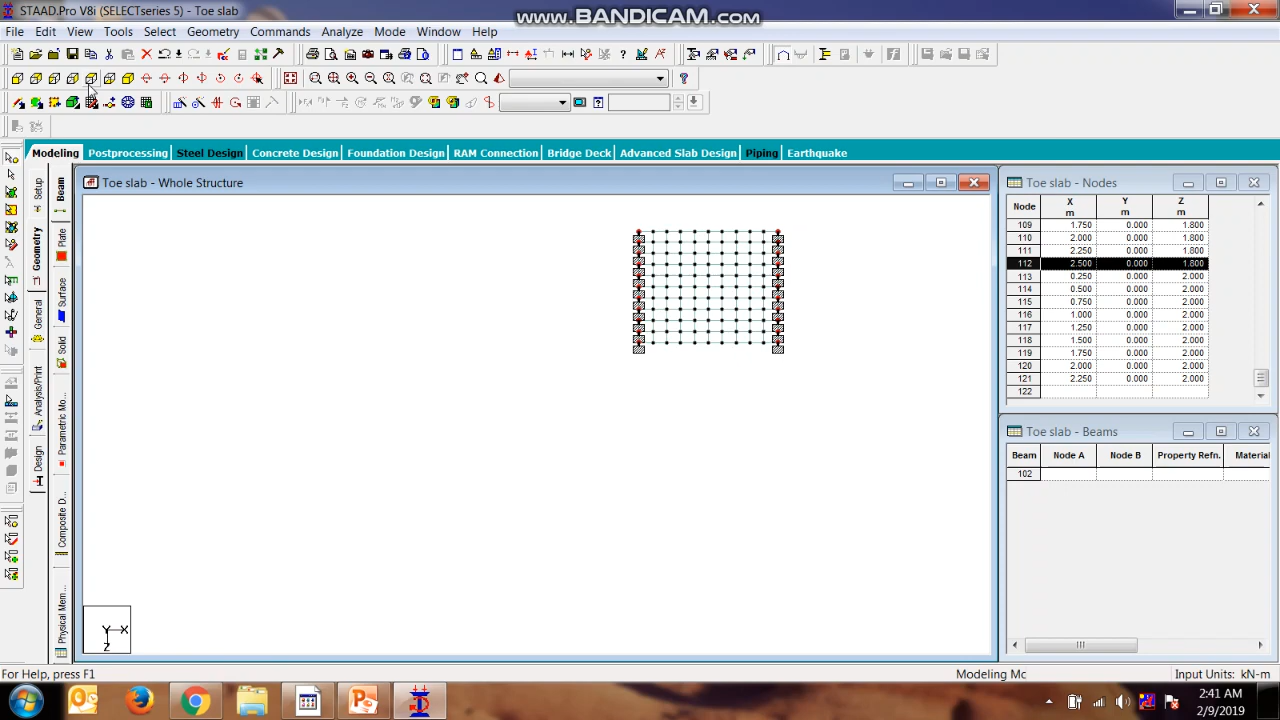 STAAD.Pro V8i (SELECTseries 5) - Toe slab
www.BANDICAM.com
File Edit View Tools Select Geometry Commands Analyze Mode Window Help
Modeling Postprocessing Steel Design Concrete Design Foundation Design RAM Connection Bridge Deck Advanced Slab Design Piping Earthquake
Setup
Geometry
General
Analysis/Print
Design
Beam
Plate
Surface
Solid
Parametric Mo...
Composite D...
Physical Mem...
Toe slab - Whole Structure
Y X
Z
Toe slab - Nodes
Node X m Y m Z m
109 1.750 0.000 1.800
110 2.000 0.000 1.800
111 2.250 0.000 1.800
112 2.500 0.000 1.800
113 0.250 0.000 2.000
114 0.500 0.000 2.000
115 0.750 0.000 2.000
116 1.000 0.000 2.000
117 1.250 0.000 2.000
118 1.500 0.000 2.000
119 1.750 0.000 2.000
120 2.000 0.000 2.000
121 2.250 0.000 2.000
122
Toe slab - Beams
Beam Node A Node B Property Refn. Material
102
For Help, press F1
Modeling Mc
Input Units: kN-m
2:41 AM
2/9/2019